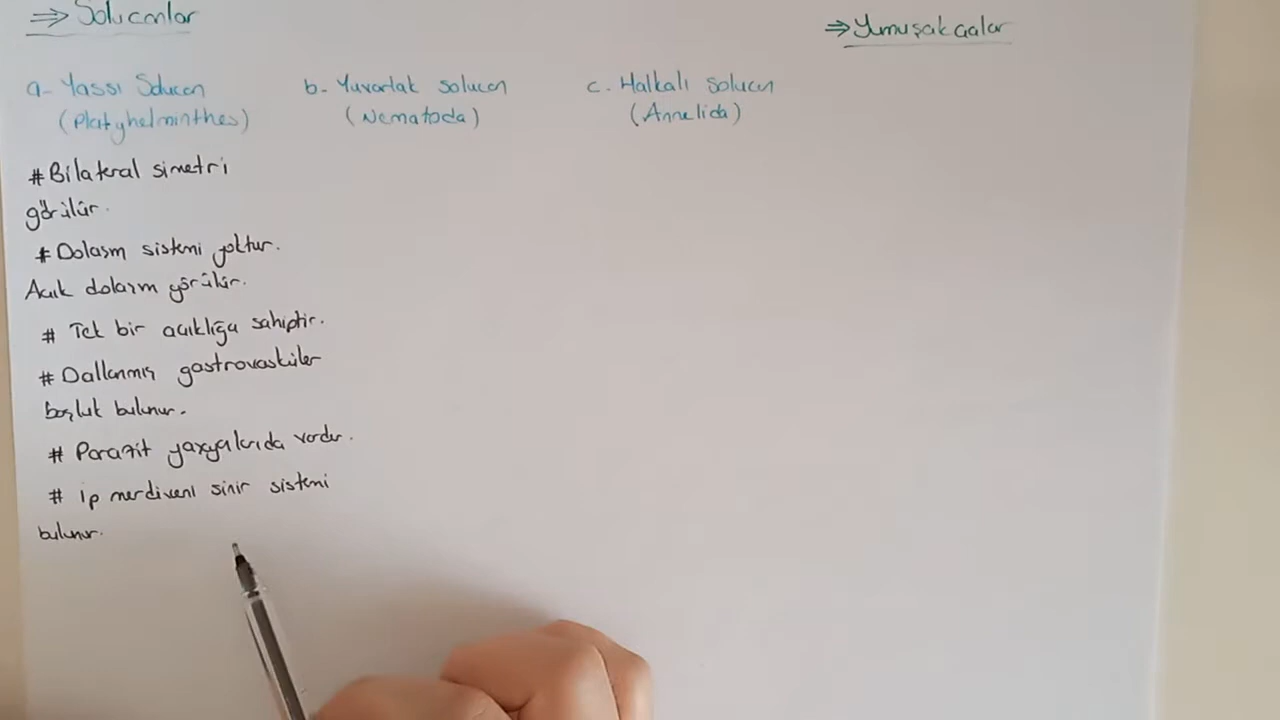 ⇒ Solucanlar
a- Yassı Solucan
(Platyhelminthes)
#Bilateral simetri
görülür.
# Dolaşım sistemi yoktur.
Açık dolaşım görülür.
# Tek bir açıklığa sahiptir.
# Dallanmış gastrovasküler
boşluk bulunur.
# Parazit yaşayanlarıda vardır.
# ip merdiveni sinir sistemi
bulunur.
b- Yuvarlak solucan
(Nematoda)
c. Halkalı solucan
(Annelida)
⇒ Yumuşakçalar